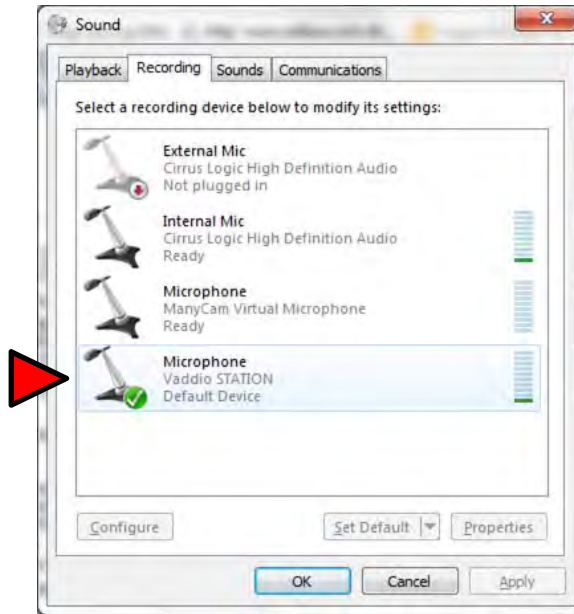 Sound
Playback Recording Sounds Communications
Select a recording device below to modify its settings:
External Mic
Cirrus Logic High Definition Audio
Not plugged in
Internal Mic
Cirrus Logic High Definition Audio
Ready
Microphone
ManyCam Virtual Microphone
Ready
Microphone
Vaddio STATION
Default Device
Configure Set Default Properties
OK Cancel Apply